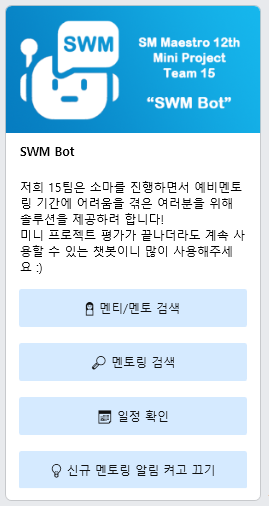 SWM
SM Maestro 12th
Mini Project
Team 15
“SWM Bot”
SWM Bot
저희 15팀은 소마를 진행하면서 예비멘토
링 기간에 어려움을 겪은 여러분을 위해
솔루션을 제공하려 합니다!
미니 프로젝트 평가가 끝나더라도 계속 사
용할 수 있는 챗봇이니 많이 사용해주세
요 :)
멘티/멘토 검색
멘토링 검색
일정 확인
신규 멘토링 알림 켜고 끄기